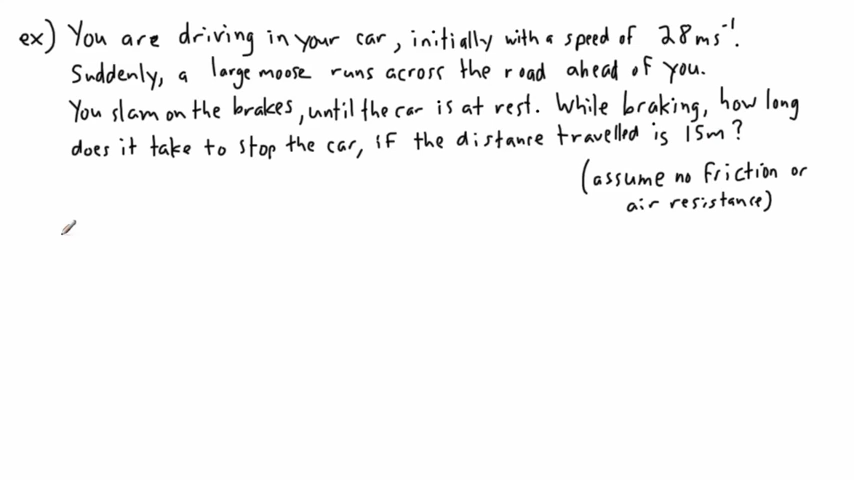 ex) You are driving in your car, initially with a speed of 28ms⁻¹.
Suddenly, a large moose runs across the road ahead of you.
You slam on the brakes, until the car is at rest. While braking, how long
does it take to stop the car, if the distance travelled is 15m?
(assume no friction or
air resistance)